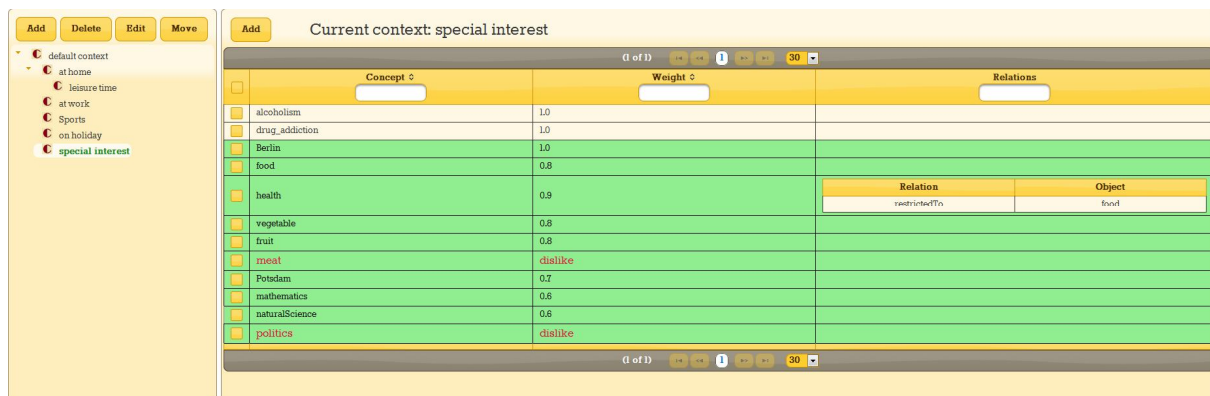 Add Delete Edit Move
C default context
C at home
C leisure time
C at work
C Sports
C on holiday
C special interest
Add Current context: special interest
(1 of 1) 1 30
Concept Weight Relations
alcoholism 1.0
drug_addiction 1.0
Berlin 1.0
food 0.8
Relation Object
health 0.9
restrictedTo food
vegetable 0.8
fruit 0.8
meat dislike
Potsdam 0.7
mathematics 0.6
naturalScience 0.6
politics dislike
(1 of 1) 1 30